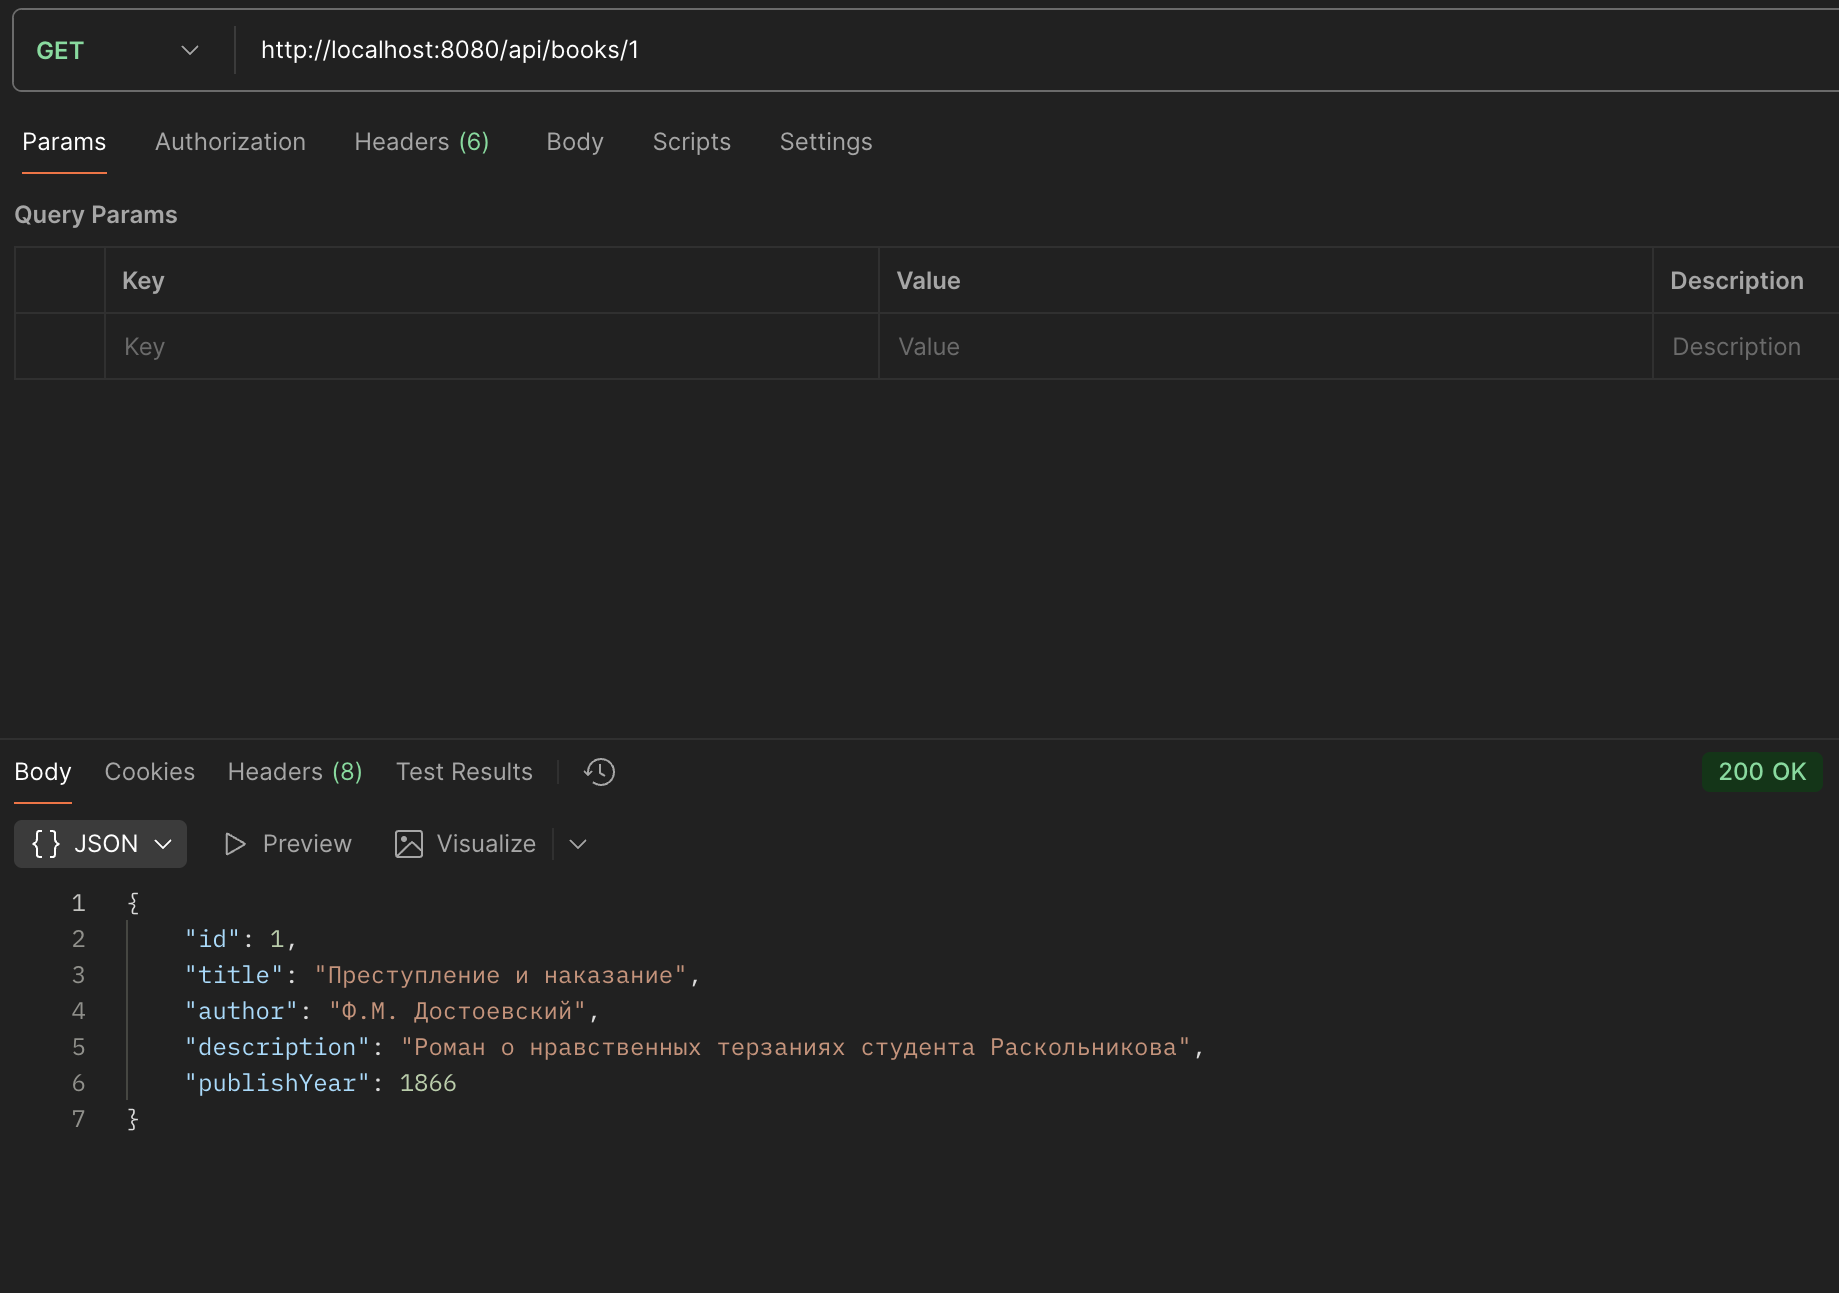 GET http://localhost:8080/api/books/1
Params Authorization Headers (6) Body Scripts Settings
Query Params
Key Value Description
Key Value Description
Body Cookies Headers (8) Test Results 200 OK
{ } JSON Preview Visualize
1 {
2 "id": 1,
3 "title": "Преступление и наказание",
4 "author": "Ф.М. Достоевский",
5 "description": "Роман о нравственных терзаниях студента Раскольникова",
6 "publishYear": 1866
7 }